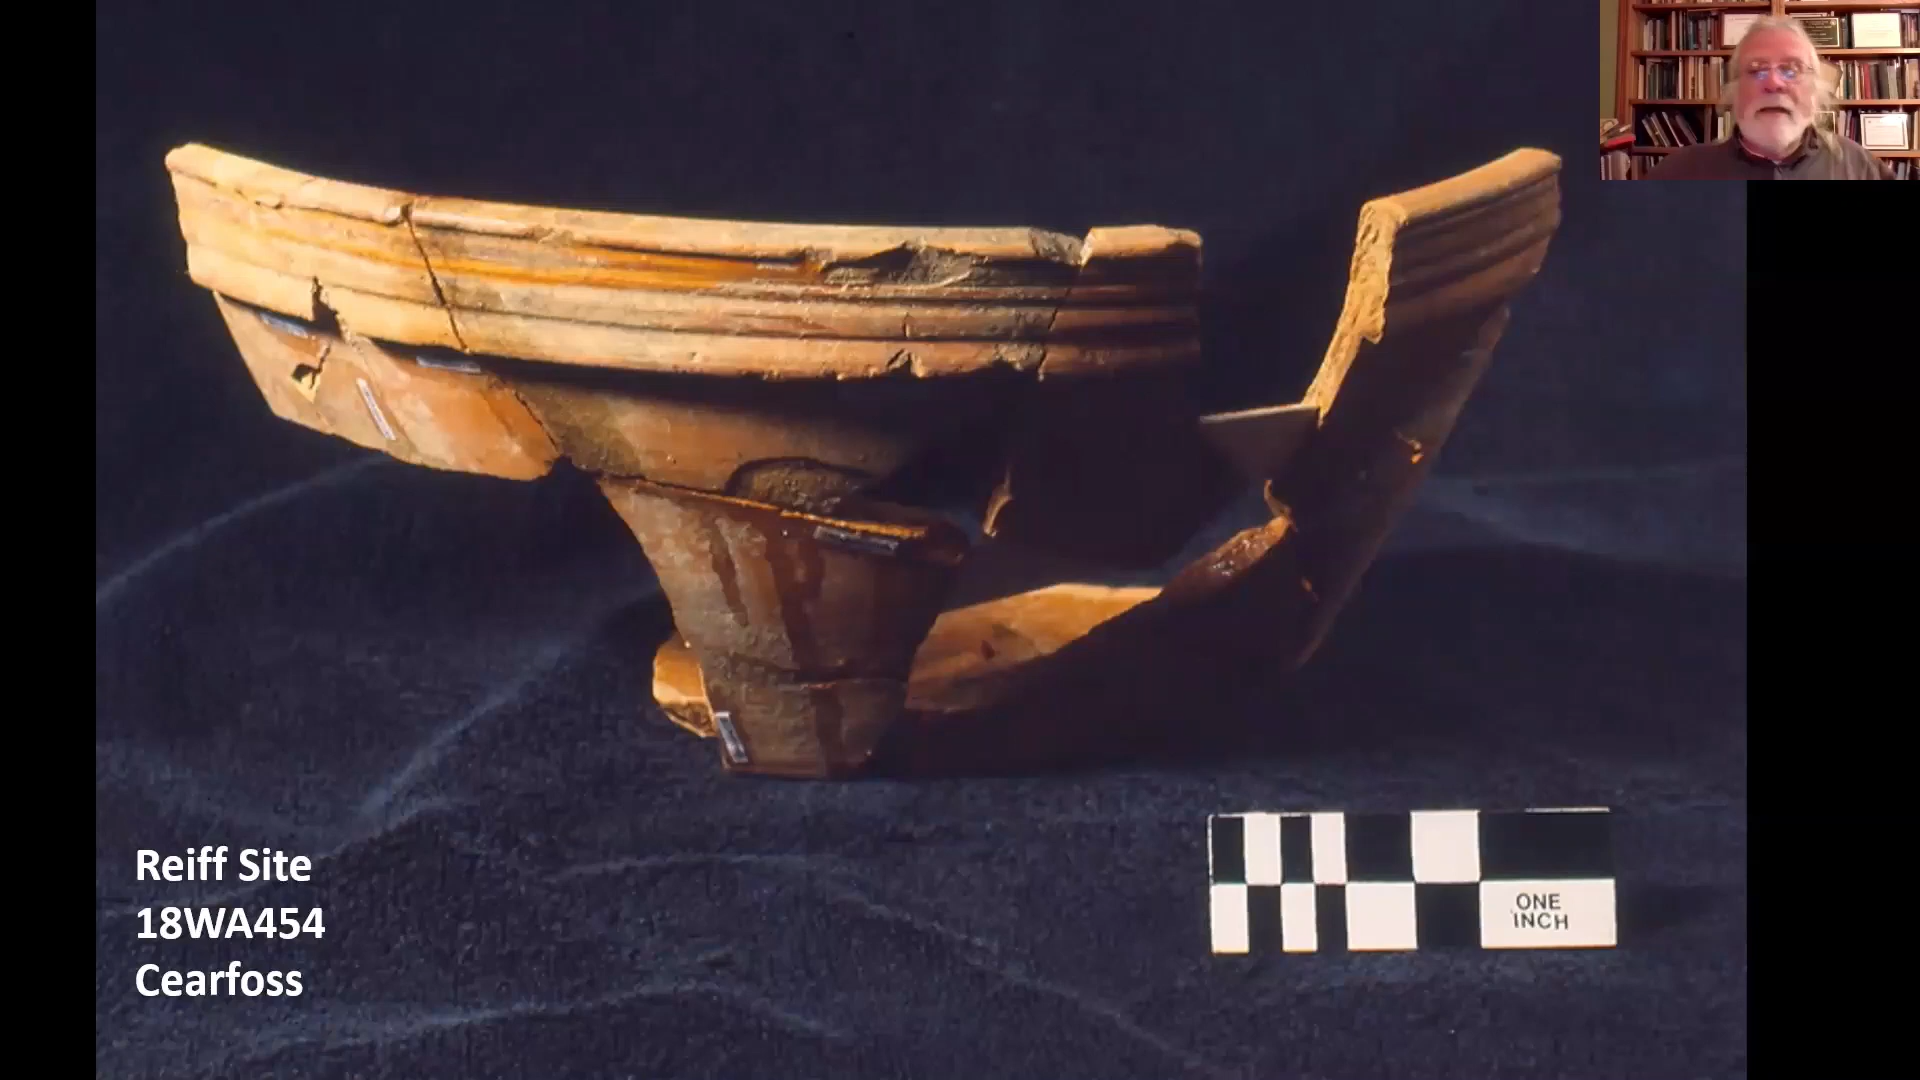 Reiff Site
18WA454
Cearfoss
ONE
INCH